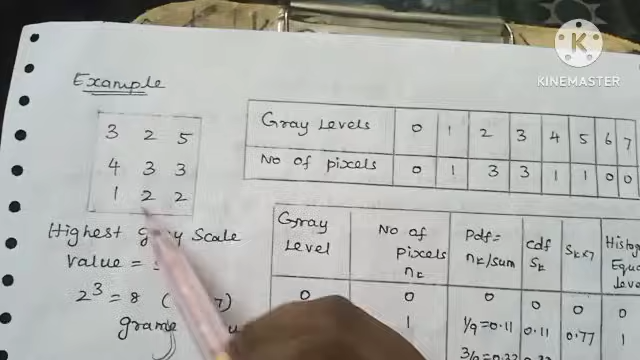 K
KINEMASTER
Example
3 2 5
4 3 3
1 2 2
Gray Levels 0 1 2 3 4 5 6 7
No of pixels 0 1 3 3 1 1 0 0
Highest gray Scale
Value =
2³ = 8 (
Gray Level No of Pixels nk Pdf= nk/sum cdf Sk Sk×7
0 0 0 0 0 0
1 1/9=0.11 0.11 0.77 1